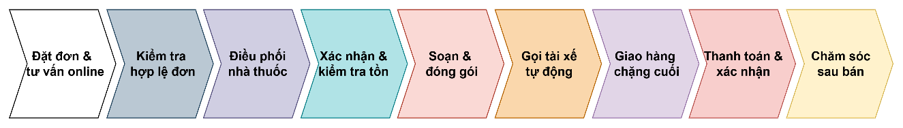 Đặt đơn &
tư vấn online
Kiểm tra
hợp lệ đơn
Điều phối
nhà thuốc
Xác nhận &
kiểm tra tồn
Soạn &
đóng gói
Gọi tài xế
tự động
Giao hàng
chặng cuối
Thanh toán &
xác nhận
Chăm sóc
sau bán